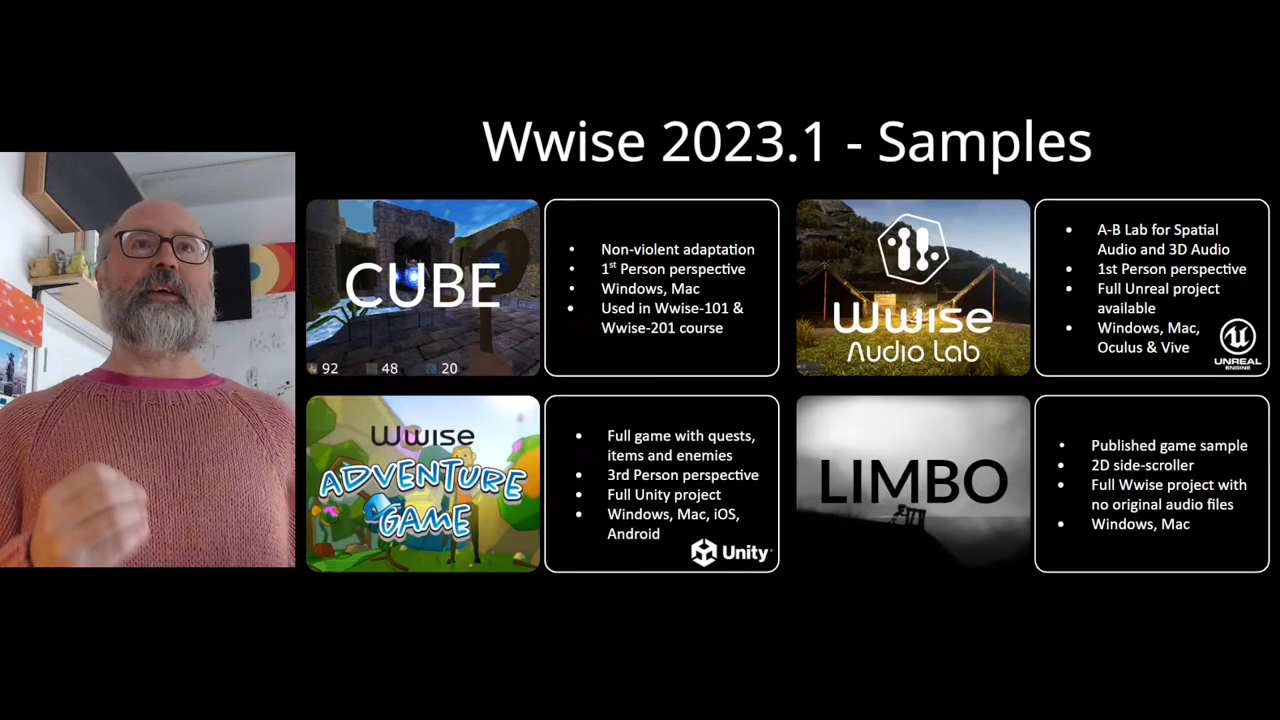 Wwise 2023.1 - Samples
CUBE
92 48 20
• Non-violent adaptation
• 1st Person perspective
• Windows, Mac
• Used in Wwise-101 &
Wwise-201 course
Wwise
Audio Lab
• A-B Lab for Spatial
Audio and 3D Audio
• 1st Person perspective
• Full Unreal project
available
• Windows, Mac,
Oculus & Vive
UNREAL
ENGINE
Wwise
ADVENTURE
GAME
• Full game with quests,
items and enemies
• 3rd Person perspective
• Full Unity project
• Windows, Mac, iOS,
Android
Unity
LIMBO
• Published game sample
• 2D side-scroller
• Full Wwise project with
no original audio files
• Windows, Mac